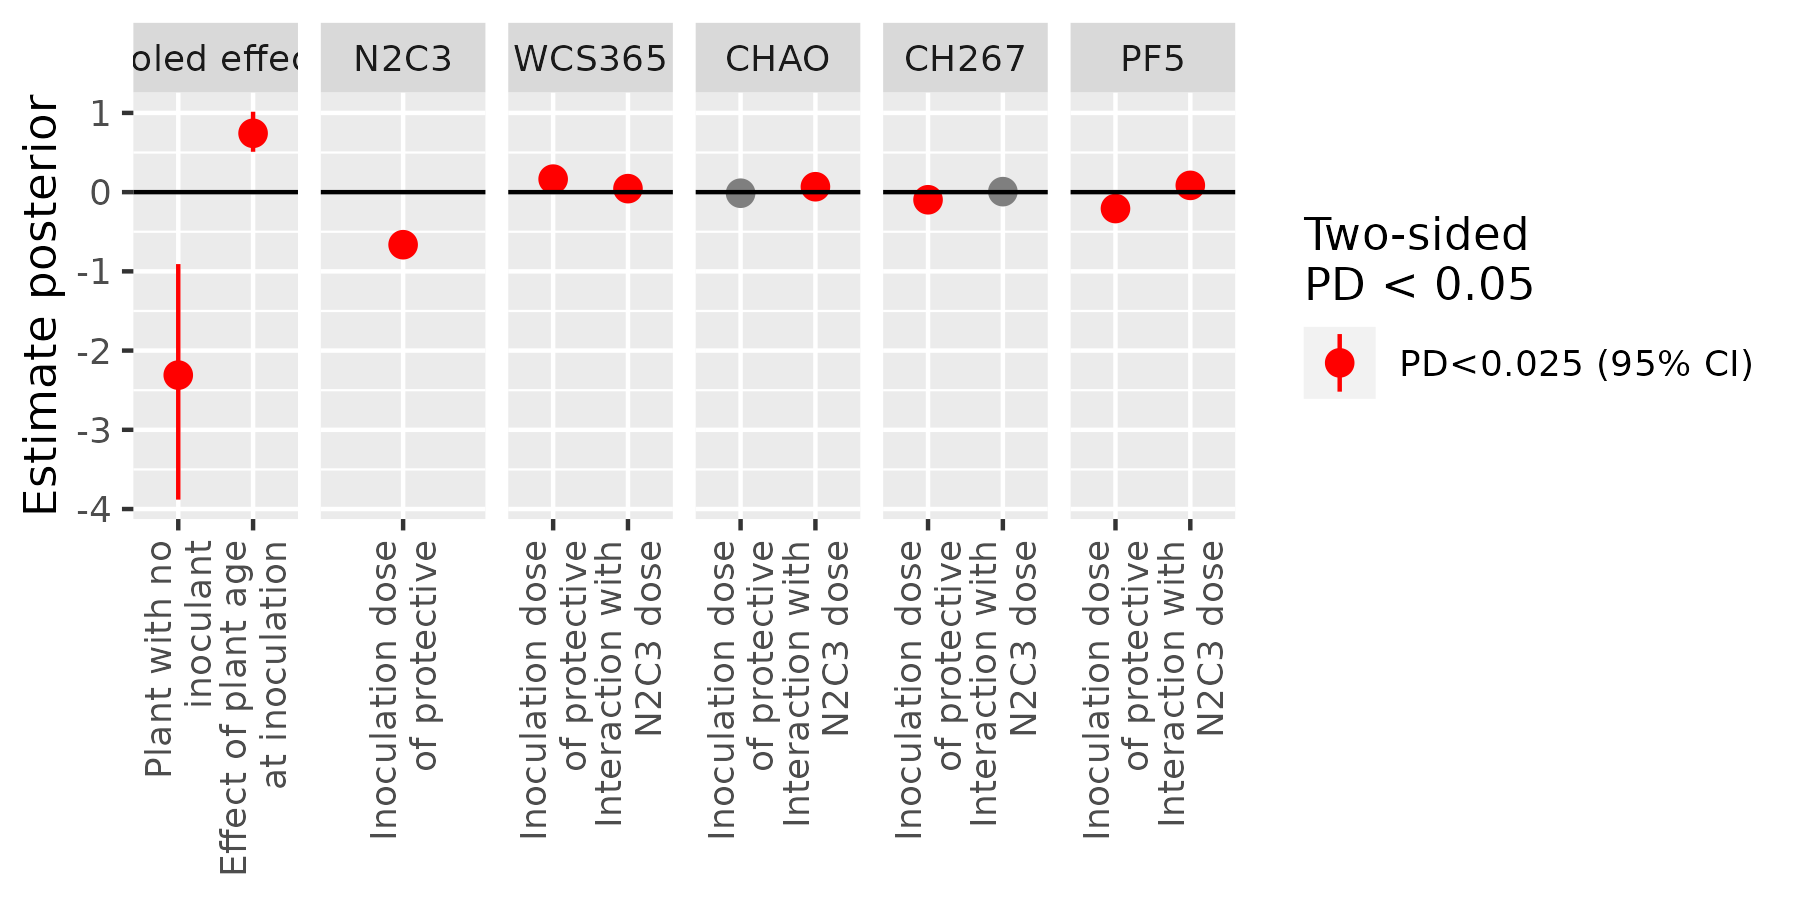 oled effec
N2C3
WCS365
CHAO
CH267
PF5
Estimate posterior
1
0
-1
-2
-3
-4
Plant with no
inoculant
Effect of plant age
at inoculation
Inoculation dose
of protective
Inoculation dose
of protective
Interaction with
N2C3 dose
Inoculation dose
of protective
Interaction with
N2C3 dose
Inoculation dose
of protective
Interaction with
N2C3 dose
Inoculation dose
of protective
Interaction with
N2C3 dose
Two-sided
PD < 0.05
PD<0.025 (95% CI)